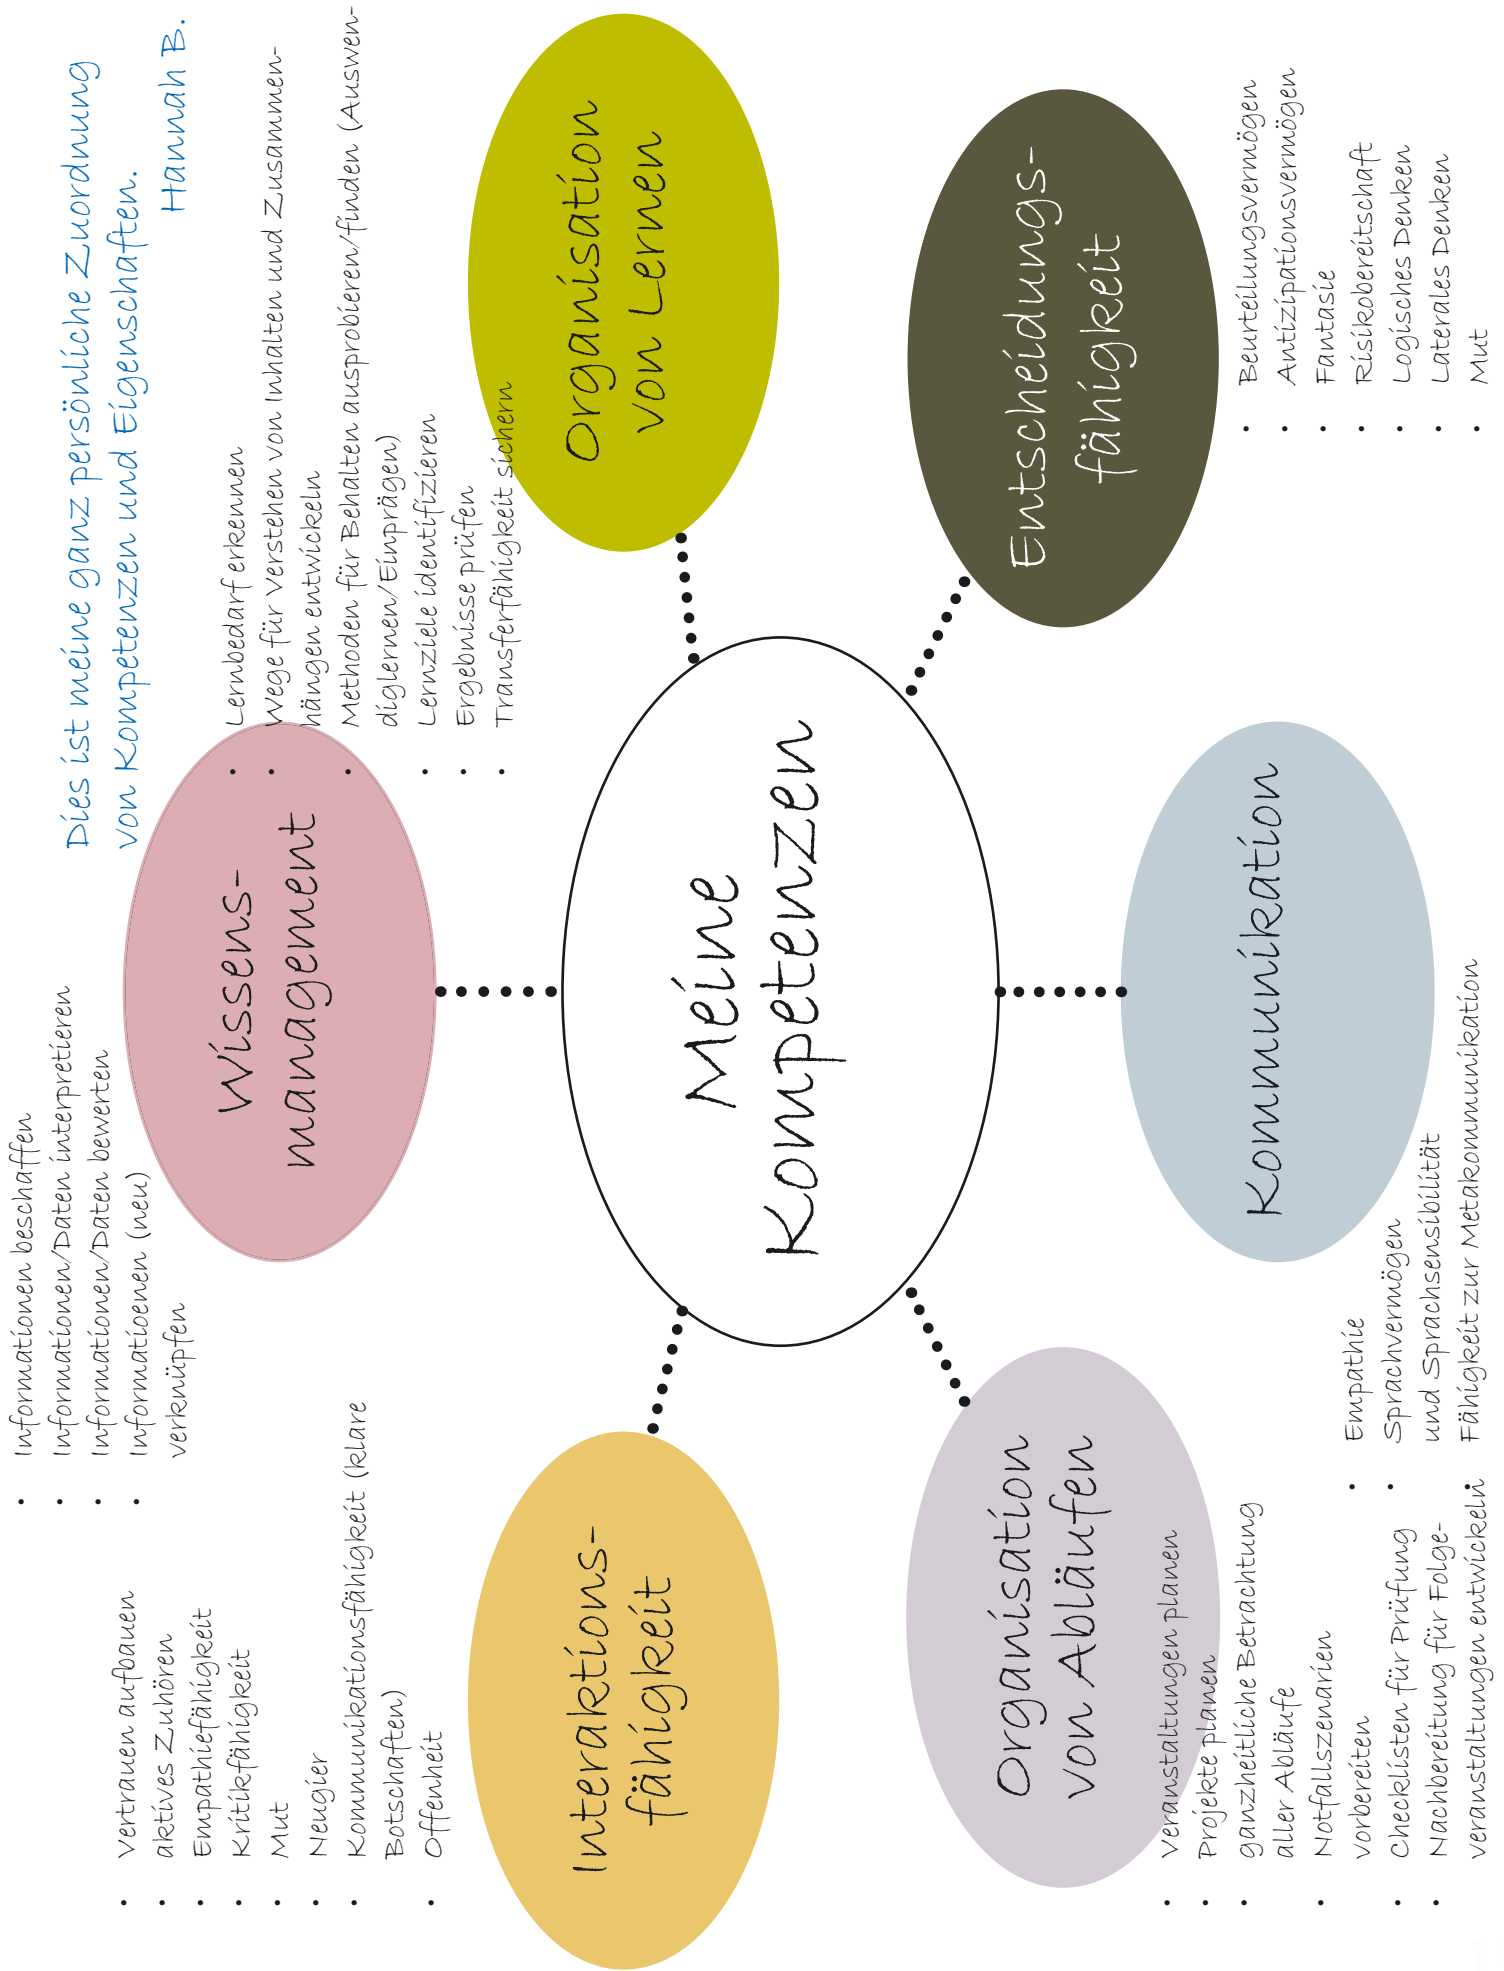 Dies ist meine ganz persönliche Zuordnung
von Kompetenzen und Eigenschaften.
Hannah B.
• Informationen beschaffen
• Informationen/Daten interpretieren
• Informationen/Daten bewerten
• Informatioenen (neu)
verknüpfen
Wissens-
management
• Vertrauen aufbauen
• aktives Zuhören
• Empathiefähigkeit
• Kritikfähigkeit
• Mut
• Neugier
• Kommunikationsfähigkeit (klare
Botschaften)
• Offenheit
Interaktions-
fähigkeit
• Lernbedarf erkennen
• Wege für Verstehen von Inhalten und Zusammen-
hängen entwickeln
• Methoden für Behalten ausprobieren/finden (Auswen-
diglernen/Einprägen)
• Lernziele identifizieren
• Ergebnisse prüfen
• Transferfähigkeit sichern
Organisation
von Lernen
Meine
Kompetenzen
Organisation
von Abläufen
• Veranstaltungen planen
• Projekte planen
• ganzheitliche Betrachtung
aller Abläufe
• Notfallszenarien
vorbereiten
• Checklisten für Prüfung
• Nachbereitung für Folge-
veranstaltungen entwickeln
Kommunikation
• Empathie
• Sprachvermögen
und Sprachsensibilität
• Fähigkeit zur Metakommunikation
Entscheidungs-
fähigkeit
• Beurteilungsvermögen
• Antizipationsvermögen
• Fantasie
• Risikobereitschaft
• Logisches Denken
• Laterales Denken
• Mut